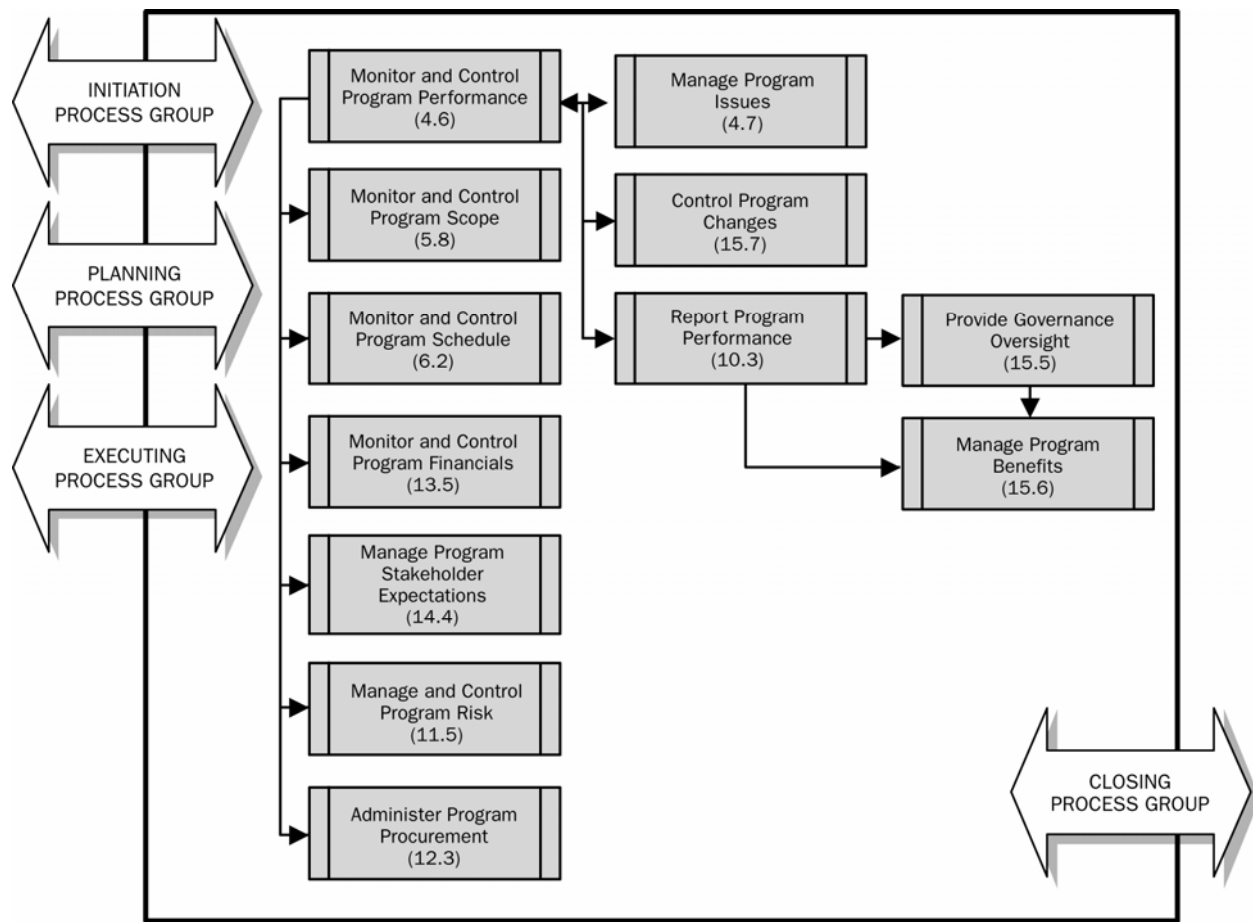 INITIATION
PROCESS GROUP
PLANNING
PROCESS GROUP
EXECUTING
PROCESS GROUP
Monitor and Control
Program Performance
(4.6)
Monitor and Control
Program Scope
(5.8)
Monitor and Control
Program Schedule
(6.2)
Monitor and Control
Program Financials
(13.5)
Manage Program
Stakeholder
Expectations
(14.4)
Manage and Control
Program Risk
(11.5)
Administer Program
Procurement
(12.3)
Manage Program
Issues
(4.7)
Control Program
Changes
(15.7)
Report Program
Performance
(10.3)
Provide Governance
Oversight
(15.5)
Manage Program
Benefits
(15.6)
CLOSING
PROCESS GROUP